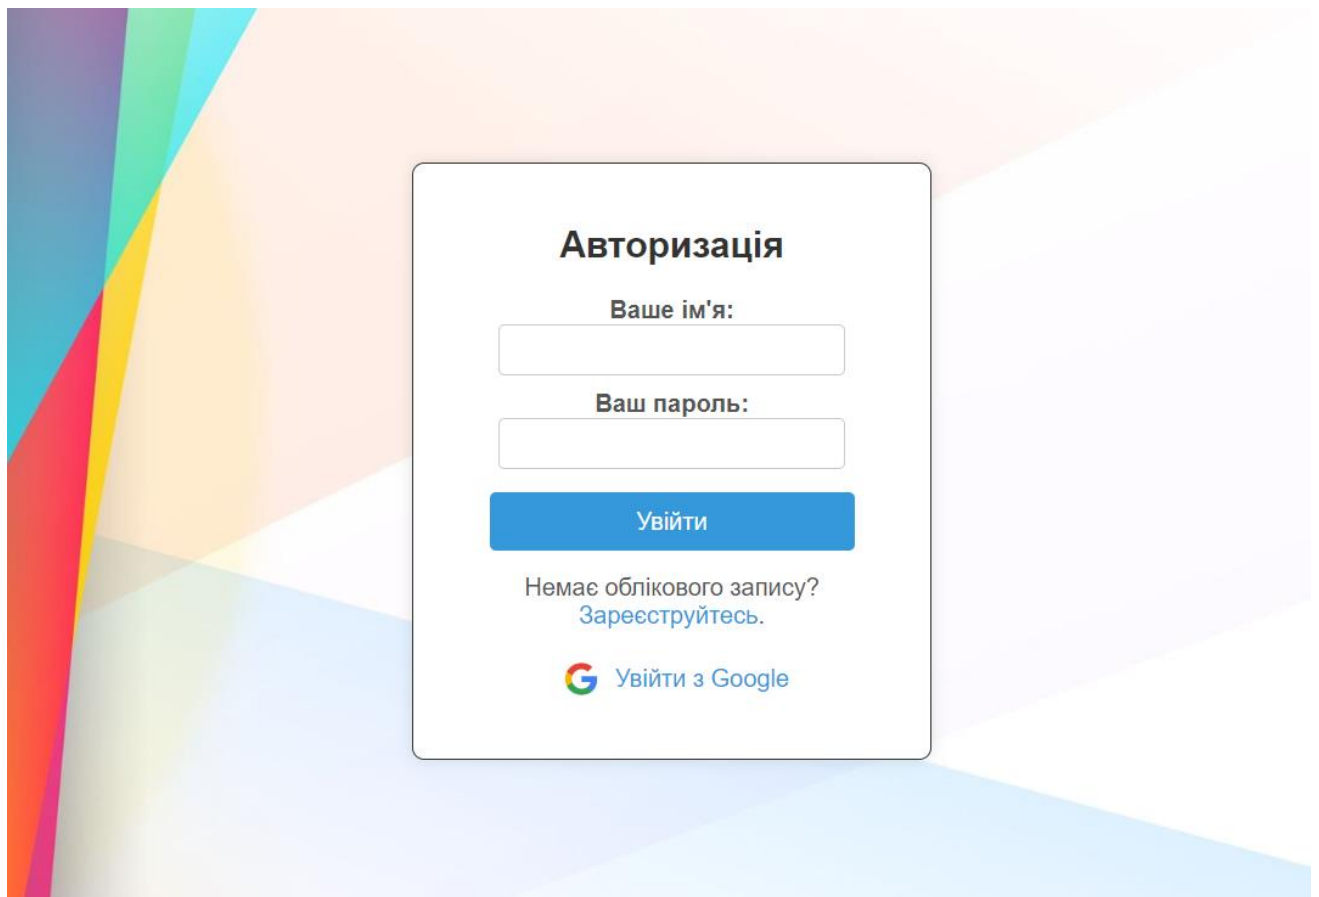 Авторизація
Ваше ім'я:
Ваш пароль:
Увійти
Немає облікового запису?
Зареєструйтесь.
Увійти з Google